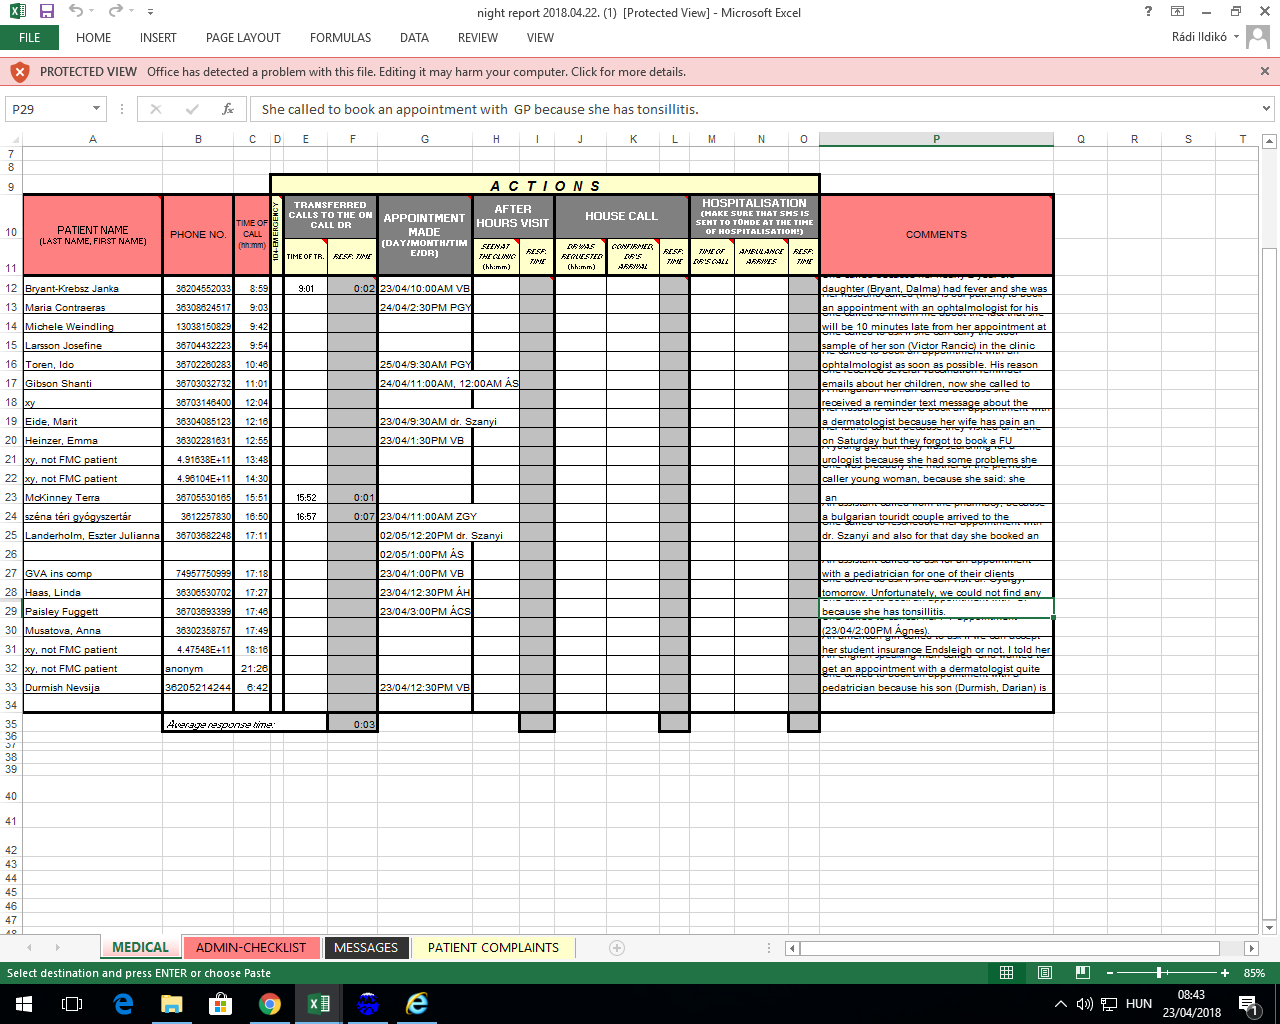 night report 2018.04.22. (1) [Protected View] - Microsoft Excel
FILE HOME INSERT PAGE LAYOUT FORMULAS DATA REVIEW VIEW Rádi Ildikó
PROTECTED VIEW Office has detected a problem with this file. Editing it may harm your computer. Click for more details.
P29 fx She called to book an appointment with GP because she has tonsillitis.
A B C D E F G H I J K L M N O P Q R S T
7
8
9 ACTIONS
10 PATIENT NAME (LAST NAME, FIRST NAME) PHONE NO. TIME OF CALL (hh:mm) 10+EMERGENCY TRANSFERRED CALLS TO THE ON CALL DR APPOINTMENT MADE (DAY/MONTH/TIME/DR) AFTER HOURS VISIT HOUSE CALL HOSPITALISATION (MAKE SURE THAT SMS IS SENT TO TÜNDE AT THE TIME OF HOSPITALISATION!) COMMENTS
11 TIME OF TR. RESP. TIME SEEN AT THE CLINIC (hh:mm) RESP. TIME DR WAS REQUESTED (hh:mm) CONFIRMED, DR'S ARRIVAL RESP. TIME TIME OF DR'S CALL AMBULANCE ARRIVES RESP. TIME
12 Bryant-Krebsz Janka 36204552033 8:59 9:01 0:02 23/04/10:00AM VB daughter (Bryant, Dalma) had fever and she was
13 Maria Contraeras 36308624517 9:03 24/04/2:30PM PGY an appointment with an ophtalmologist for his
14 Michele Weindling 13038150829 9:42 will be 10 minutes late from her appointment at
15 Larsson Josefine 36704432223 9:54 sample of her son (Victor Rancic) in the clinic
16 Toren, Ido 36702260283 10:46 25/04/9:30AM PGY ophtalmologist as soon as possible. His reason
17 Gibson Shanti 36703032732 11:01 24/04/11:00AM, 12:00AM ÁS emails about her children, now she called to
18 xy 36703146400 12:04 received a reminder text message about the
19 Eide, Marit 36304085123 12:16 23/04/9:30AM dr. Szanyi a dermatologist because her wife has pain an
20 Heinzer, Emma 36302281631 12:55 23/04/1:30PM VB on Saturday but they forgot to book a FU
21 xy, not FMC patient 4.91638E+11 13:48 urologist because she had some problems she
22 xy, not FMC patient 4.96104E+11 14:30 caller young woman, because she said: she
23 McKinney Terra 36705530165 15:51 15:52 0:01 an
24 széna téri gyógyszertár 3612257830 16:50 16:57 0:07 23/04/11:00AM ZGY a bulgarian touridt couple arrived to the
25 Landerholm, Eszter Julianna 36703682248 17:11 02/05/12:20PM dr. Szanyi dr. Szanyi and also for that day she booked an
26 02/05/1:00PM ÁS
27 GVA ins comp 74957750999 17:18 23/04/1:00PM VB with a pediatrician for one of their clients
28 Haas, Linda 36306530702 17:27 23/04/12:30PM ÁH tomorrow. Unfortunately, we could not find any
29 Paisley Fuggett 36703693399 17:46 23/04/3:00PM ÁCS because she has tonsillitis.
30 Musatova, Anna 36302358757 17:49 (23/04/2:00PM Ágnes).
31 xy, not FMC patient 4.47548E+11 18:16 her student insurance Endsleigh or not. I told her
32 xy, not FMC patient anonym 21:26 get an appointment with a dermatologist quite
33 Durmish Nevsija 36205214244 6:42 23/04/12:30PM VB pedatrician because his son (Durmish, Darian) is
34
35 Average response time: 0:03
36
37
38
39
40
41
42
43
44
45
46
47
48
MEDICAL ADMIN-CHECKLIST MESSAGES PATIENT COMPLAINTS
Select destination and press ENTER or choose Paste 85%
HUN 08:43
23/04/2018 1